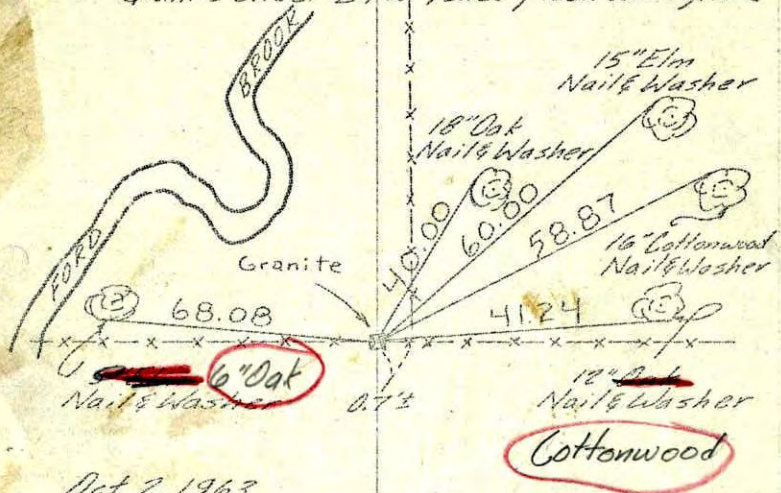 15" Elm
Nail & Washer
18" Oak
Nail & Washer
BROOK
FORD
40.00
60.00
58.87
16" Cottonwood
Nail & Washer
Granite
68.08
41.24
6" Oak
Nail & Washer
0.7'±
12" Oak
Nail & Washer
Cottonwood
Oct 2 1963